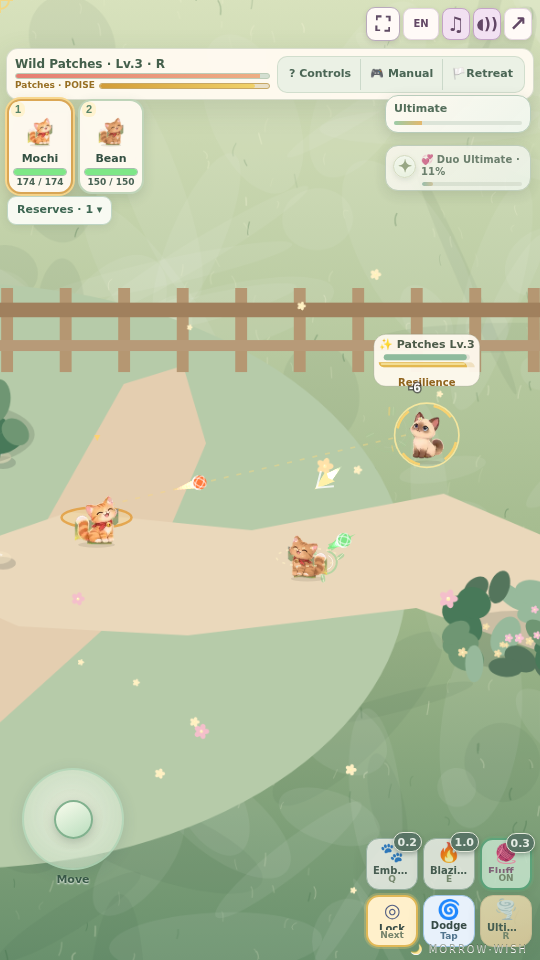 EN
Wild Patches · Lv.3 · R
Patches · POISE
? Controls
🎮 Manual
🏳️Retreat
1
Mochi
174 / 174
2
Bean
150 / 150
Ultimate
💞 Duo Ultimate ·
11%
Reserves · 1 ▾
✨ Patches Lv.3
Resilience
-6
Move
0.2
Emb…
Q
1.0
Blazi…
E
0.3
Fluff…
ON
Lock
Next
Dodge
Tap
Ulti…
R
🌙 MORROW-WISH